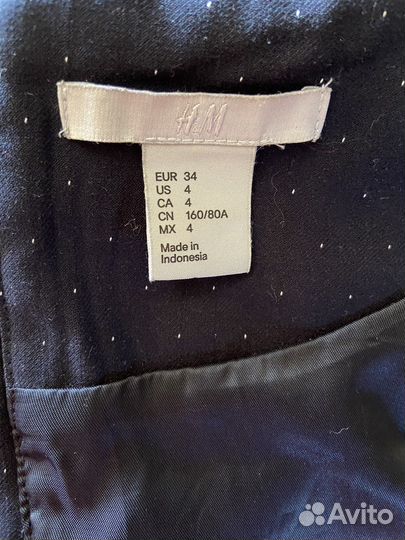 H&M
EUR 34
US 4
CA 4
CN 160/80A
MX 4
Made in
Indonesia
Avito